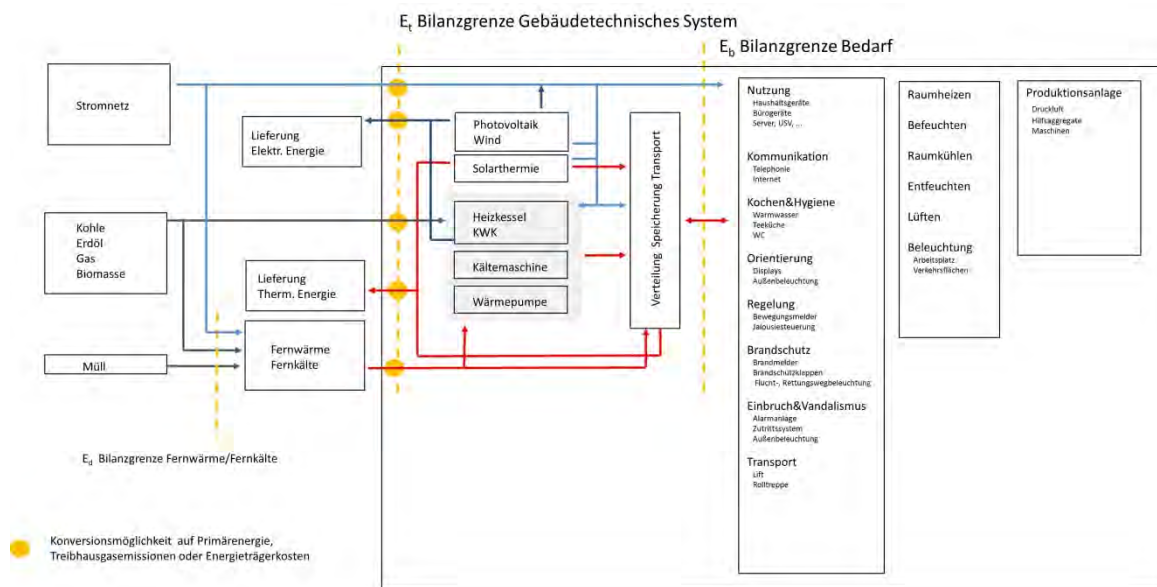 Et Bilanzgrenze Gebäudetechnisches System
Eb Bilanzgrenze Bedarf
Stromnetz
Lieferung
Elektr. Energie
Kohle
Erdöl
Gas
Biomasse
Lieferung
Therm. Energie
Müll
Fernwärme
Fernkälte
Ed Bilanzgrenze Fernwärme/Fernkälte
Photovoltaik
Wind
Solarthermie
Heizkessel
KWK
Kältemaschine
Wärmepumpe
Verteilung Speicherung Transport
Nutzung
Haushaltsgeräte
Bürogeräte
Server, USV, ...
Kommunikation
Telephonie
Internet
Kochen&Hygiene
Warmwasser
Teeküche
WC
Orientierung
Displays
Außenbeleuchtung
Regelung
Bewegungsmelder
Jalousiesteuerung
Brandschutz
Brandmelder
Brandschutzkleppen
Flucht-, Rettungswegbeleuchtung
Einbruch&Vandalismus
Alarmanlage
Zutrittssystem
Außenbeleuchtung
Transport
Lift
Rolltreppe
Raumheizen
Befeuchten
Raumkühlen
Entfeuchten
Lüften
Beleuchtung
Arbeitsplatz
Verkehrsflächen
Produktionsanlage
Druckluft
Hilfsaggregate
Maschinen
Konversionsmöglichkeit auf Primärenergie,
Treibhausgasemissionen oder Energieträgerkosten